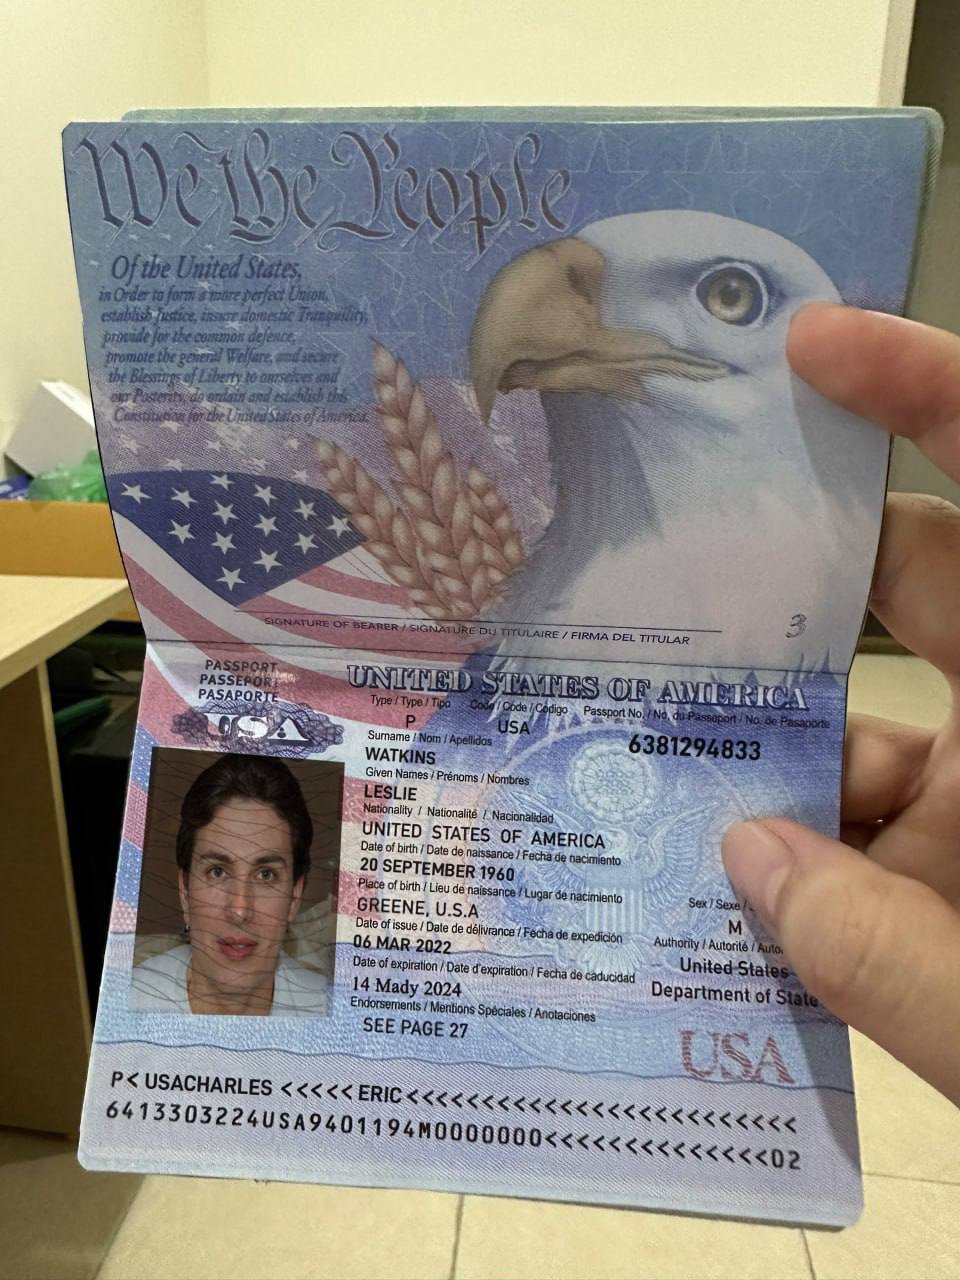 We the People
Of the United States,
in Order to form a more perfect Union,
establish Justice, insure domestic Tranquility,
provide for the common defence,
promote the general Welfare, and secure
the Blessings of Liberty to ourselves and
our Posterity, do ordain and establish this
Constitution for the United States of America.
SIGNATURE OF BEARER / SIGNATURE DU TITULAIRE / FIRMA DEL TITULAR
3
PASSPORT
PASSEPORT
PASAPORTE
USA
UNITED STATES OF AMERICA
Type / Type / Tipo Code / Code / Código Passport No. / No. du Passeport / No. de Pasaporte
P USA 6381294833
Surname / Nom / Apellidos
WATKINS
Given Names / Prénoms / Nombres
LESLIE
Nationality / Nationalité / Nacionalidad
UNITED STATES OF AMERICA
Date of birth / Date de naissance / Fecha de nacimiento
20 SEPTEMBER 1960
Place of birth / Lieu de naissance / Lugar de nacimiento Sex / Sexe /
GREENE, U.S.A M
Date of issue / Date de délivrance / Fecha de expedición Authority / Autorité / Auto
06 MAR 2022 United States
Date of expiration / Date d'expiration / Fecha de caducidad Department of State
14 Mady 2024
Endorsements / Mentions Spéciales / Anotaciones
SEE PAGE 27
USA
P< USACHARLES <<<<< ERIC<<<<<<<<<<<<<<<<<<<<<<<<<<<
6413303224USA9401194M0000000<<<<<<<<<<<<<<<02